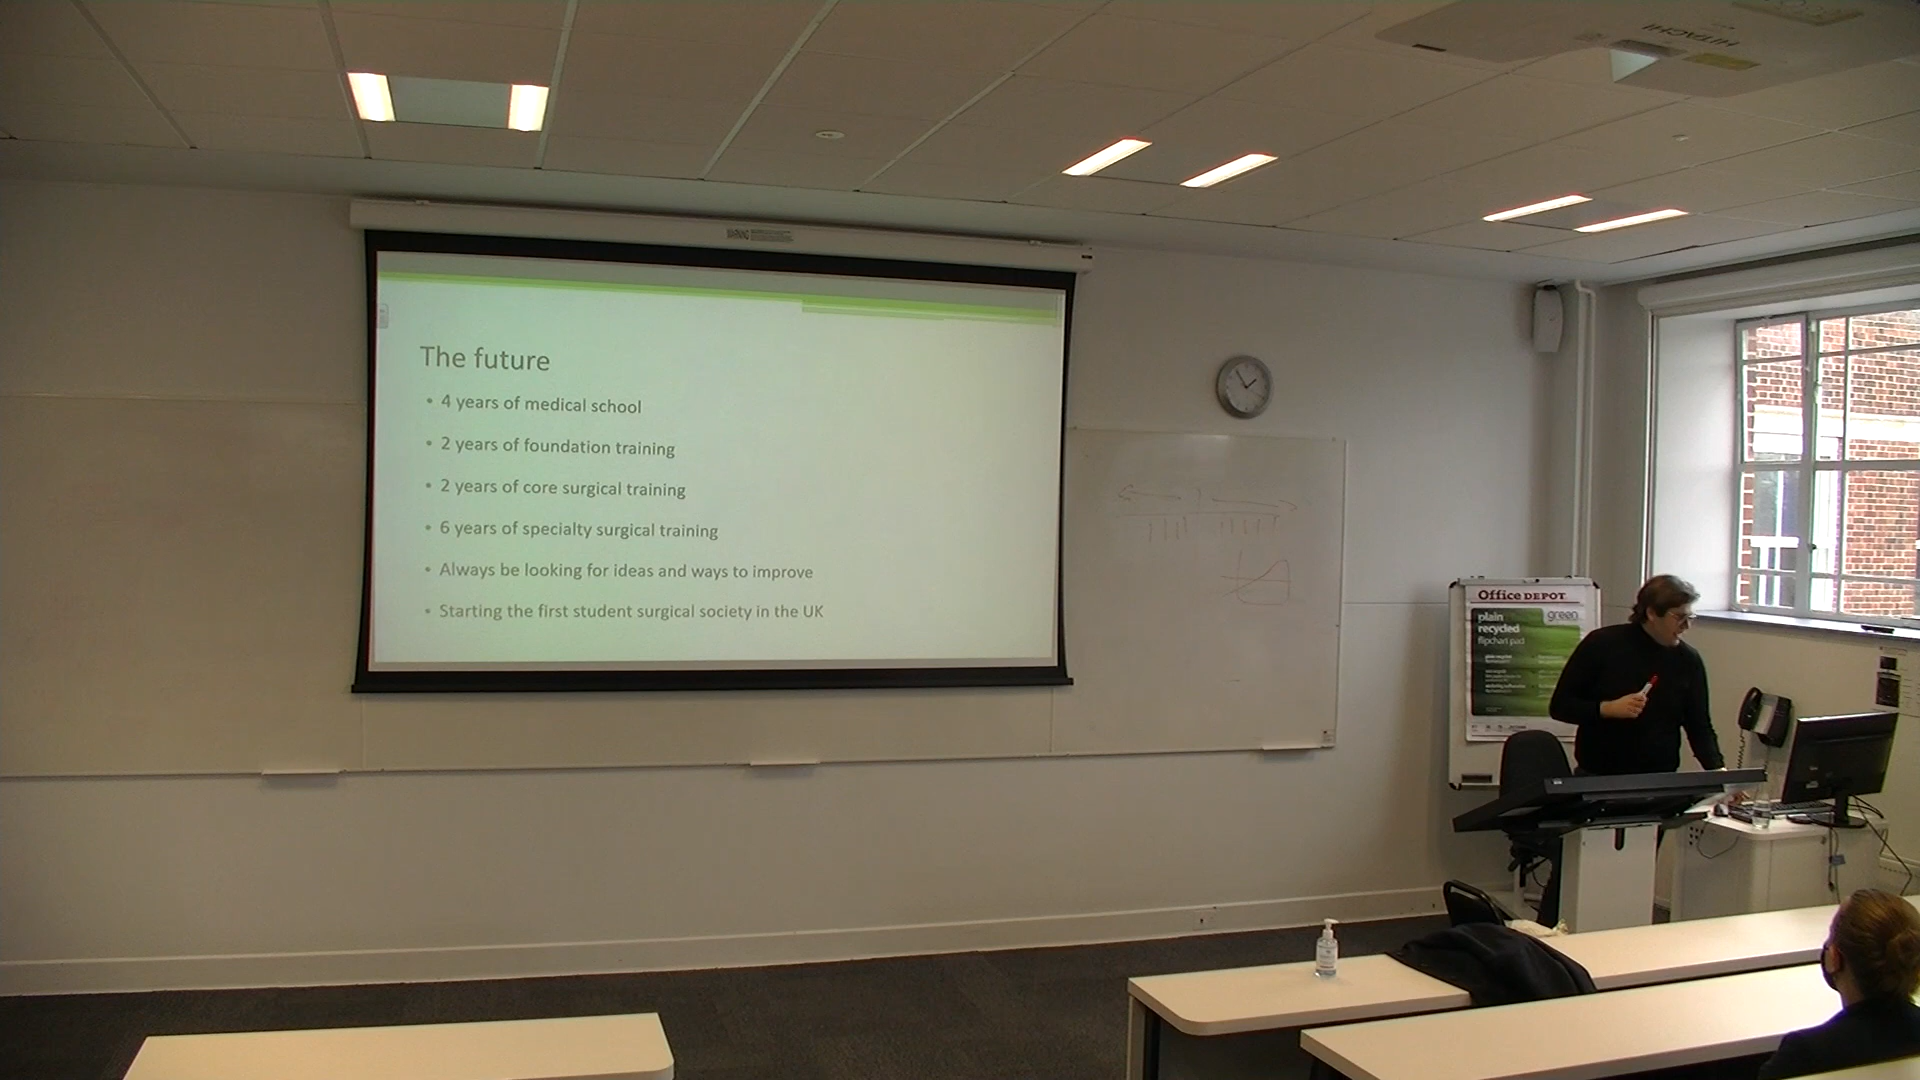 HITACHI
The future
• 4 years of medical school
• 2 years of foundation training
• 2 years of core surgical training
• 6 years of specialty surgical training
• Always be looking for ideas and ways to improve
• Starting the first student surgical society in the UK
Office DEPOT
plain
recycled
flipchart pad
green